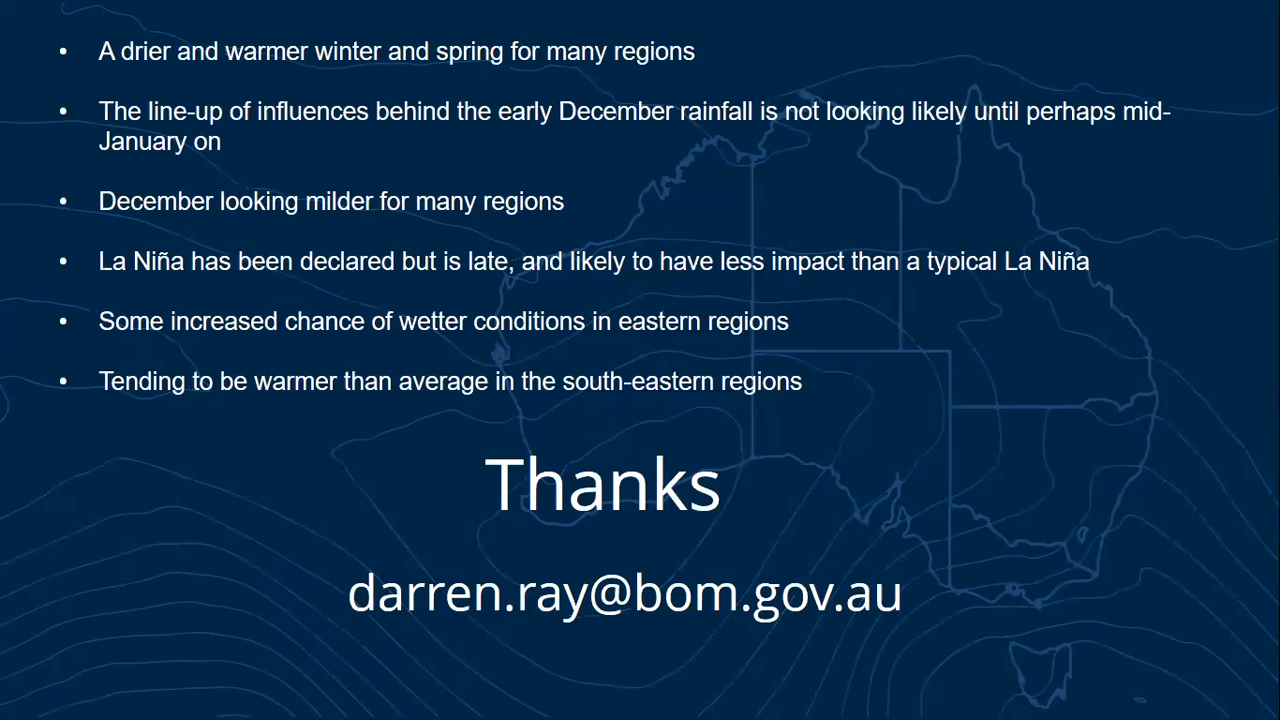 • A drier and warmer winter and spring for many regions
• The line-up of influences behind the early December rainfall is not looking likely until perhaps mid-
January on
• December looking milder for many regions
• La Niña has been declared but is late, and likely to have less impact than a typical La Niña
• Some increased chance of wetter conditions in eastern regions
• Tending to be warmer than average in the south-eastern regions
Thanks
darren.ray@bom.gov.au